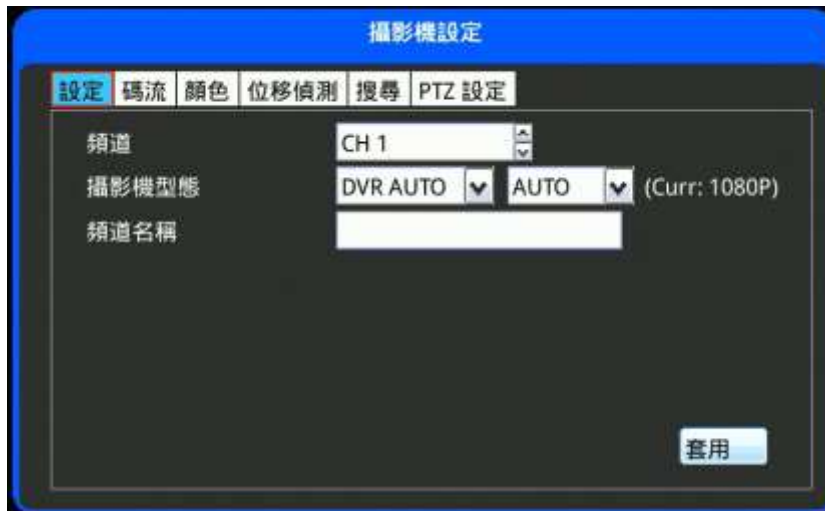 攝影機設定
設定 碼流 顏色 位移偵測 搜尋 PTZ 設定
頻道 CH 1
攝影機型態 DVR AUTO AUTO (Curr: 1080P)
頻道名稱
套用